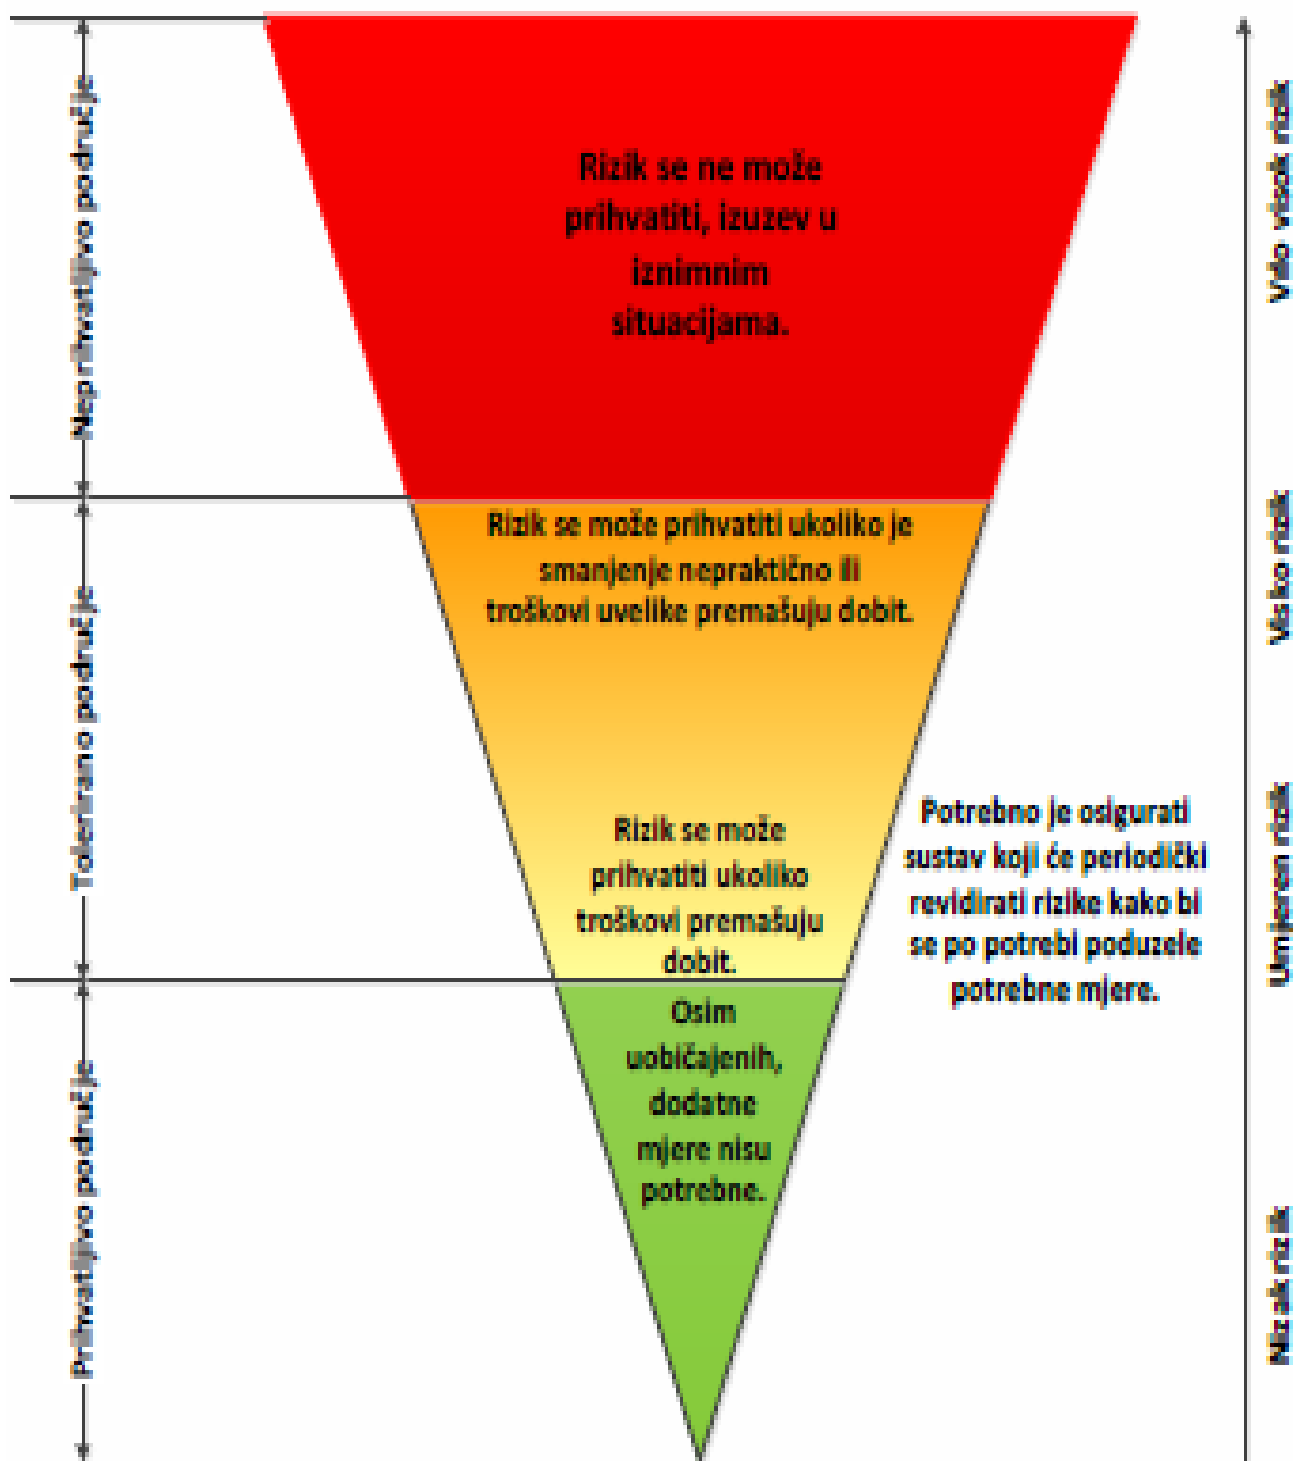 Neprihvatljivo područje
Rizik se ne može
prihvatiti, izuzev u
iznimnim
situacijama.
Vrlo visok rizik
Tolerirano područje
Rizik se može prihvatiti ukoliko je
smanjenje nepraktično ili
troškovi uvelike premašuju dobit.
Visko rizik
Rizik se može
prihvatiti ukoliko
troškovi premašuju
dobit.
Potrebno je osigurati
sustav koji će periodički
revidirati rizike kako bi
se po potrebi poduzele
potrebne mjere.
Umjeren rizik
Prihvatljivo područje
Osim
uobičajenih,
dodatne
mjere nisu
potrebne.
Nizak rizik